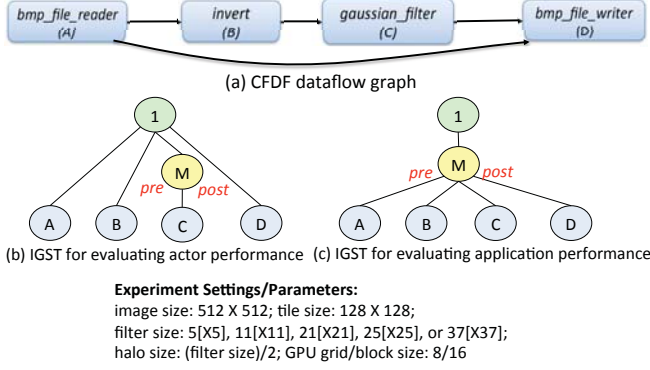 bmp_file_reader invert gaussian_filter bmp_file_writer
(A) (B) (C) (D)
(a) CFDF dataflow graph
1 1
M M
pre post pre post
A B C D A B C D
(b) IGST for evaluating actor performance (c) IGST for evaluating application performance
Experiment Settings/Parameters:
image size: 512 X 512; tile size: 128 X 128;
filter size: 5[X5], 11[X11], 21[X21], 25[X25], or 37[X37];
halo size: (filter size)/2; GPU grid/block size: 8/16